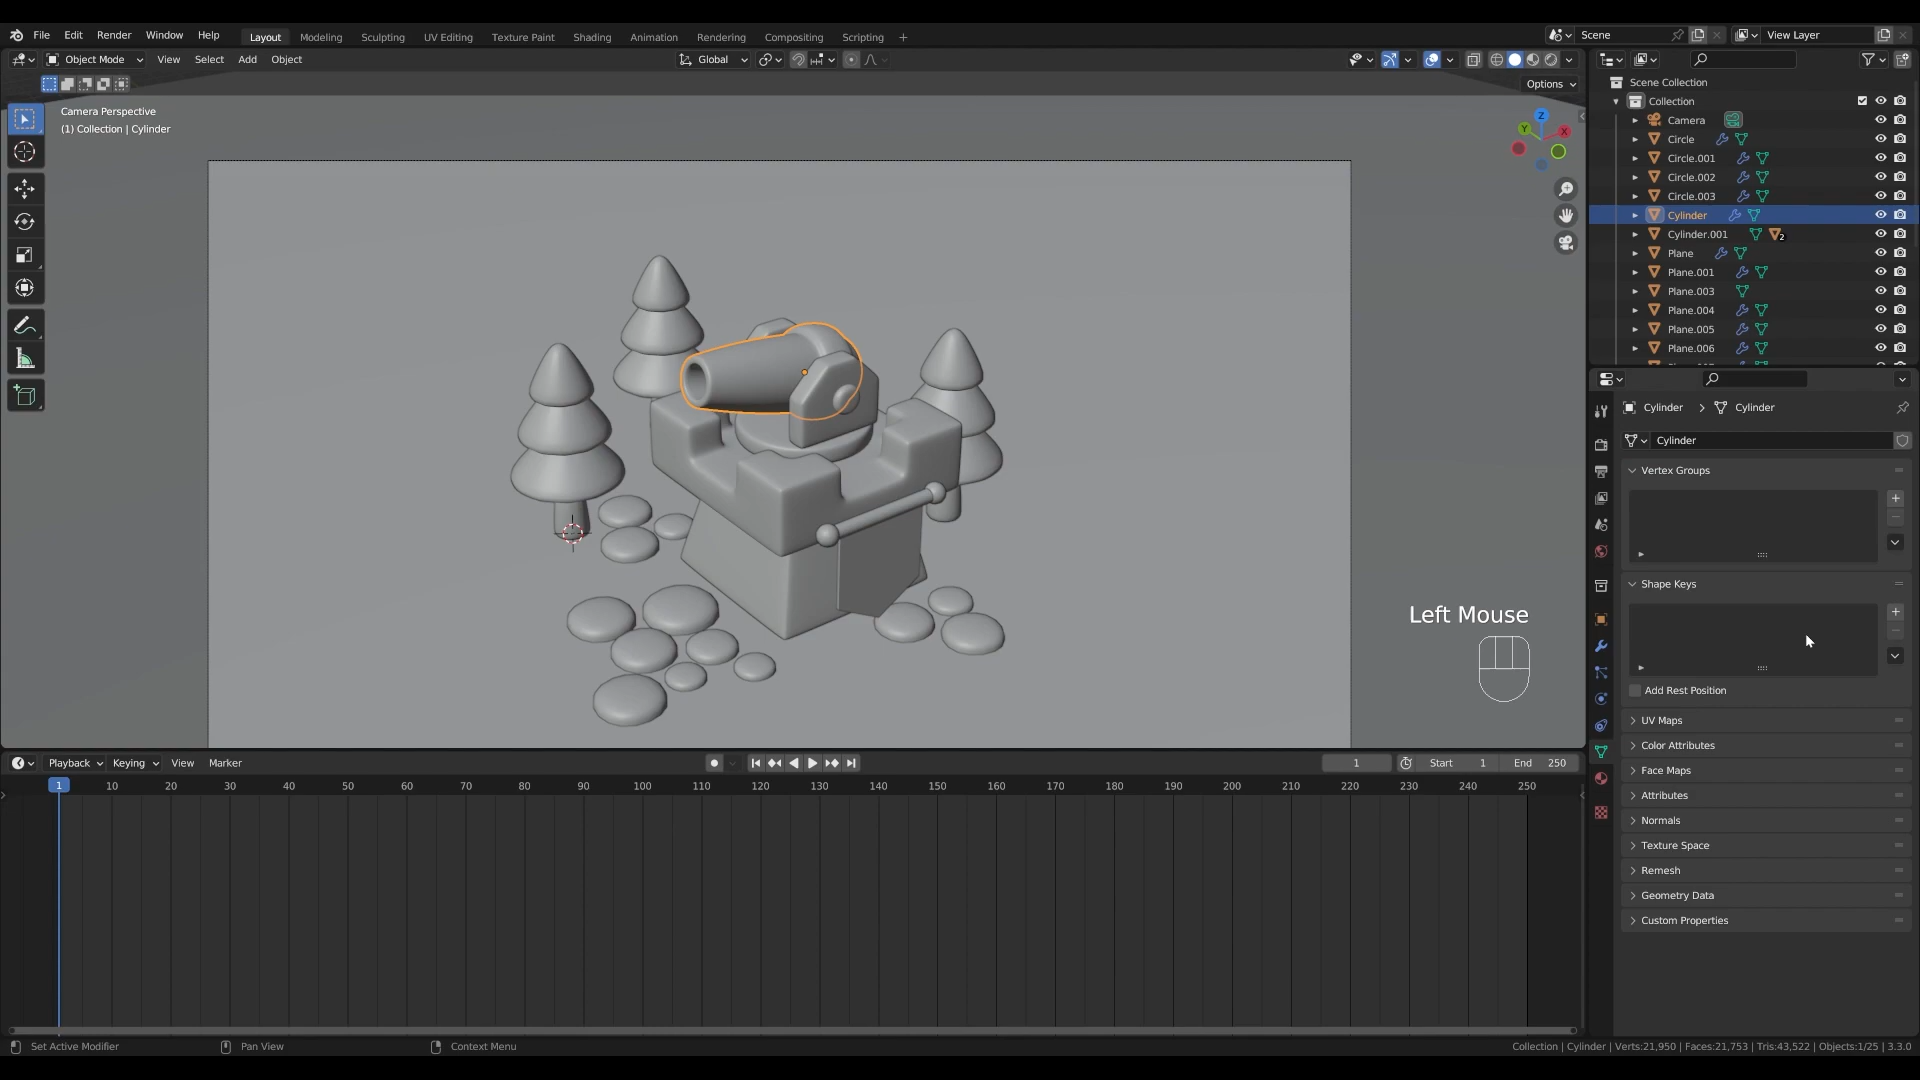 File Edit Render Window Help Layout Modeling Sculpting UV Editing Texture Paint Shading Animation Rendering Compositing Scripting + Scene View Layer
Object Mode View Select Add Object Global
Options
Camera Perspective
(1) Collection | Cylinder
Z
Y
X
Left Mouse
Scene Collection
Collection
Camera
Circle
Circle.001
Circle.002
Circle.003
Cylinder
Cylinder.001 2
Plane
Plane.001
Plane.003
Plane.004
Plane.005
Plane.006
Cylinder > Cylinder
Cylinder
Vertex Groups
Shape Keys
Add Rest Position
UV Maps
Color Attributes
Face Maps
Attributes
Normals
Texture Space
Remesh
Geometry Data
Custom Properties
Playback Keying View Marker 1 Start 1 End 250
1 10 20 30 40 50 60 70 80 90 100 110 120 130 140 150 160 170 180 190 200 210 220 230 240 250
Set Active Modifier Pan View Context Menu Collection | Cylinder | Verts:21,950 | Faces:21,753 | Tris:43,522 | Objects:1/25 | 3.3.0